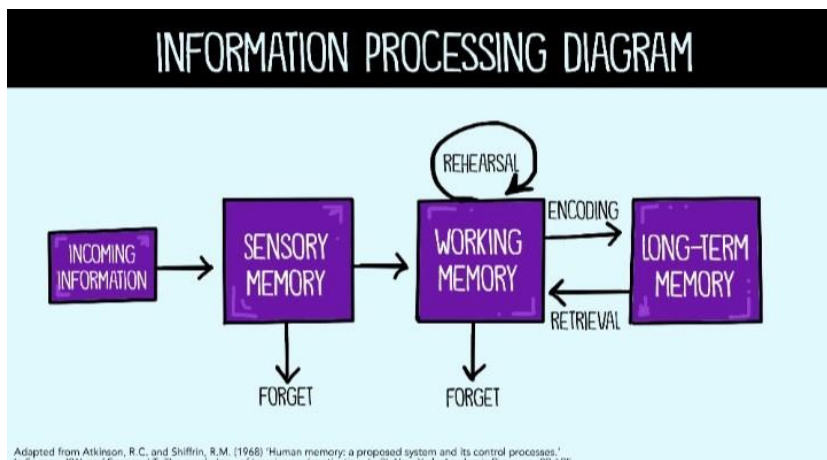 INFORMATION PROCESSING DIAGRAM
REHEARSAL
INCOMING
INFORMATION
SENSORY
MEMORY
WORKING
MEMORY
ENCODING
RETRIEVAL
LONG-TERM
MEMORY
FORGET
FORGET
Adapted from Atkinson, R.C. and Shiffrin, R.M. (1968) 'Human memory: a proposed system and its control processes.'